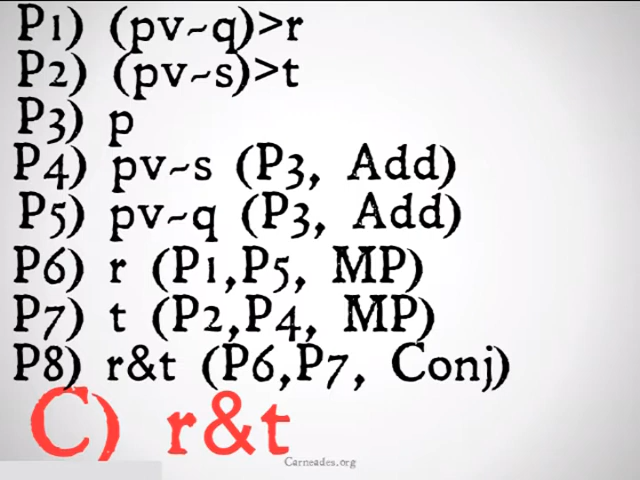 P1) (pv~q)>r
P2) (pv~s)>t
P3) p
P4) pv~s (P3, Add)
P5) pv~q (P3, Add)
P6) r (P1,P5, MP)
P7) t (P2,P4, MP)
P8) r&t (P6,P7, Conj)
C) r&t
Carneades.org